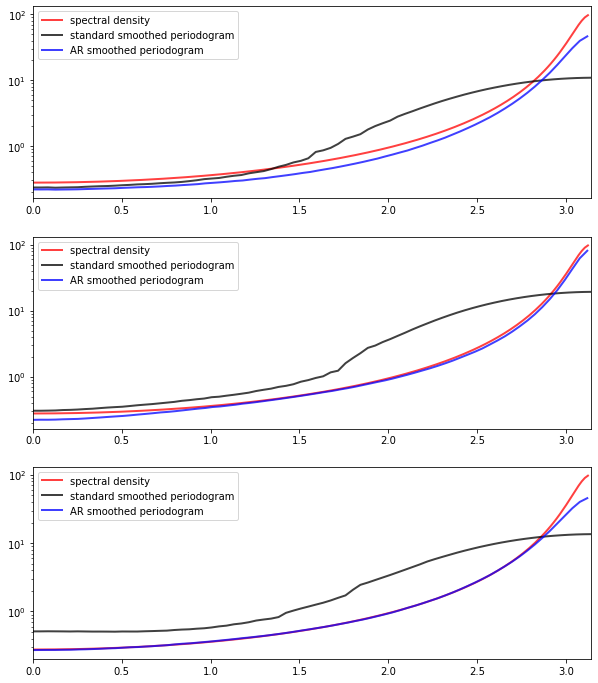 10²
10¹
10⁰
spectral density
standard smoothed periodogram
AR smoothed periodogram
0.0 0.5 1.0 1.5 2.0 2.5 3.0
10²
10¹
10⁰
spectral density
standard smoothed periodogram
AR smoothed periodogram
0.0 0.5 1.0 1.5 2.0 2.5 3.0
10²
10¹
10⁰
spectral density
standard smoothed periodogram
AR smoothed periodogram
0.0 0.5 1.0 1.5 2.0 2.5 3.0